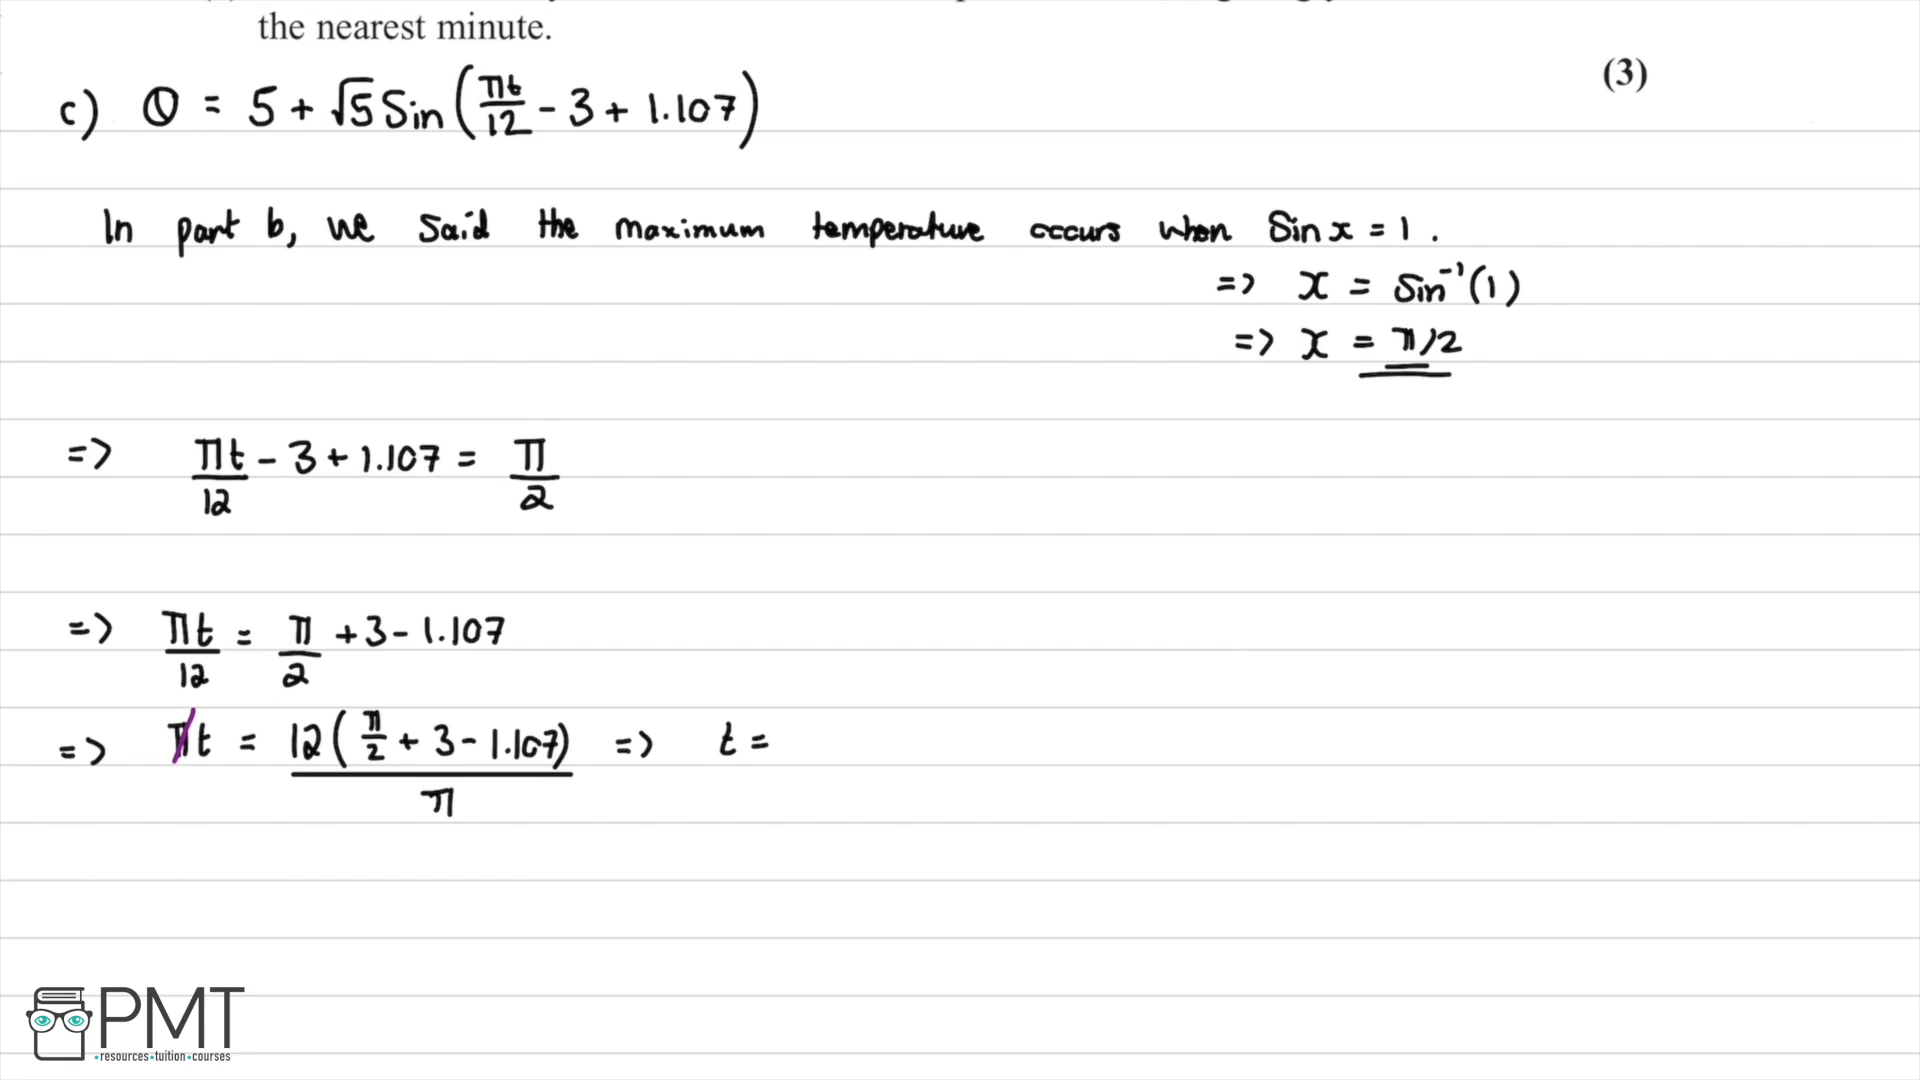 the nearest minute.
(3)
c) θ = 5 + √5 Sin (πt/12 - 3 + 1.107)
In part b, we said the maximum temperature occurs when Sin x = 1 .
=> x = Sin⁻¹(1)
=> x = π/2
=> πt/12 - 3 + 1.107 = π/2
=> πt/12 = π/2 + 3 - 1.107
=> πt = 12(π/2 + 3 - 1.107)/π => t =
PMT
•resources•tuition•courses